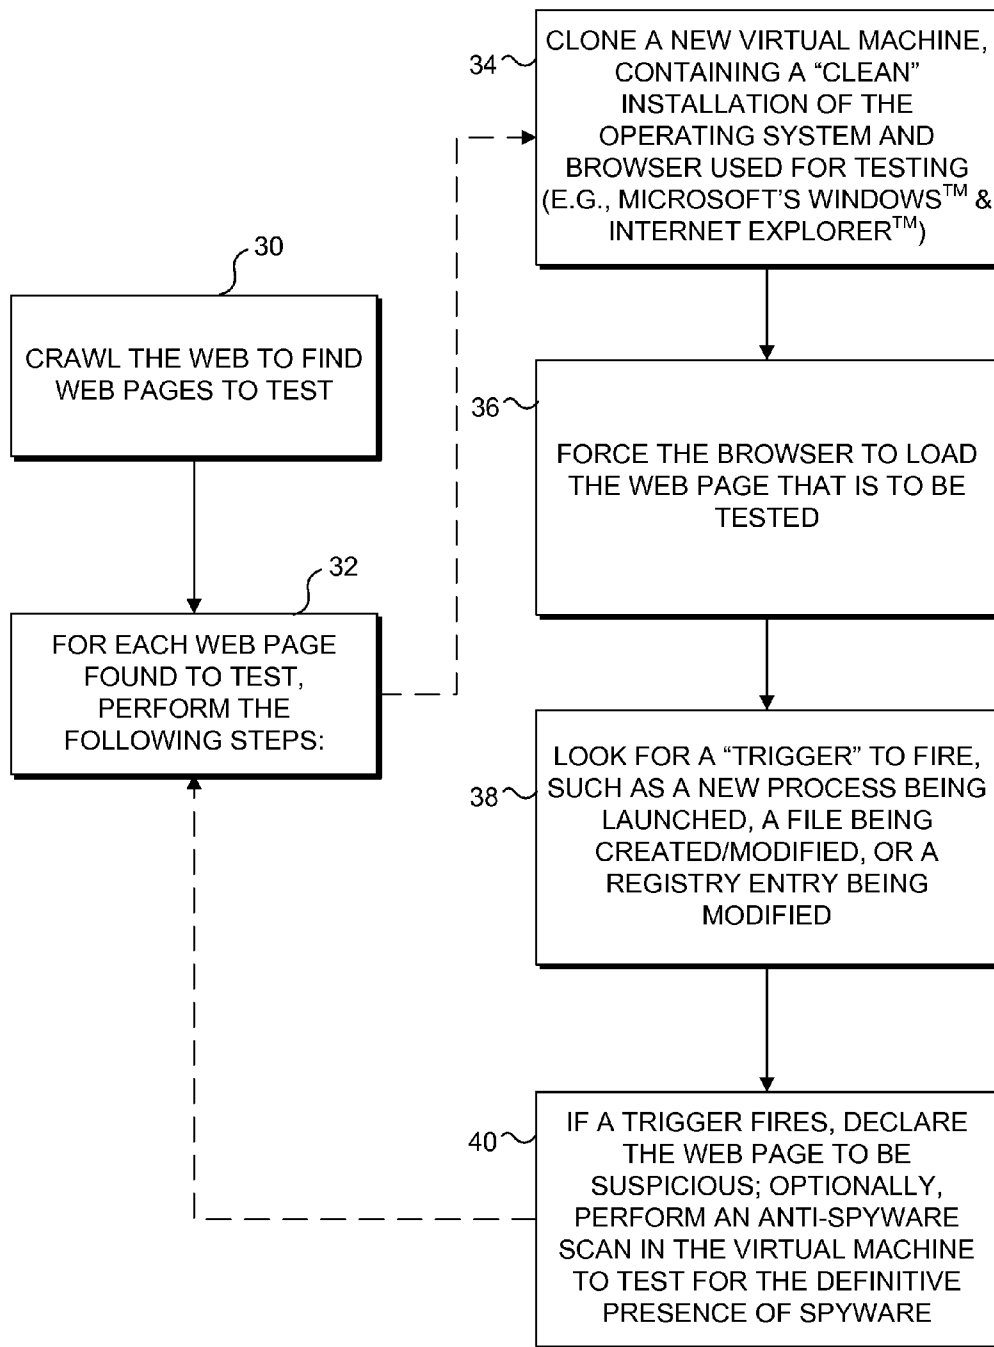 30
CRAWL THE WEB TO FIND
WEB PAGES TO TEST
32
FOR EACH WEB PAGE
FOUND TO TEST,
PERFORM THE
FOLLOWING STEPS:
34
CLONE A NEW VIRTUAL MACHINE,
CONTAINING A “CLEAN”
INSTALLATION OF THE
OPERATING SYSTEM AND
BROWSER USED FOR TESTING
(E.G., MICROSOFT’S WINDOWS™ &
INTERNET EXPLORER™)
36
FORCE THE BROWSER TO LOAD
THE WEB PAGE THAT IS TO BE
TESTED
38
LOOK FOR A “TRIGGER” TO FIRE,
SUCH AS A NEW PROCESS BEING
LAUNCHED, A FILE BEING
CREATED/MODIFIED, OR A
REGISTRY ENTRY BEING
MODIFIED
40
IF A TRIGGER FIRES, DECLARE
THE WEB PAGE TO BE
SUSPICIOUS; OPTIONALLY,
PERFORM AN ANTI-SPYWARE
SCAN IN THE VIRTUAL MACHINE
TO TEST FOR THE DEFINITIVE
PRESENCE OF SPYWARE